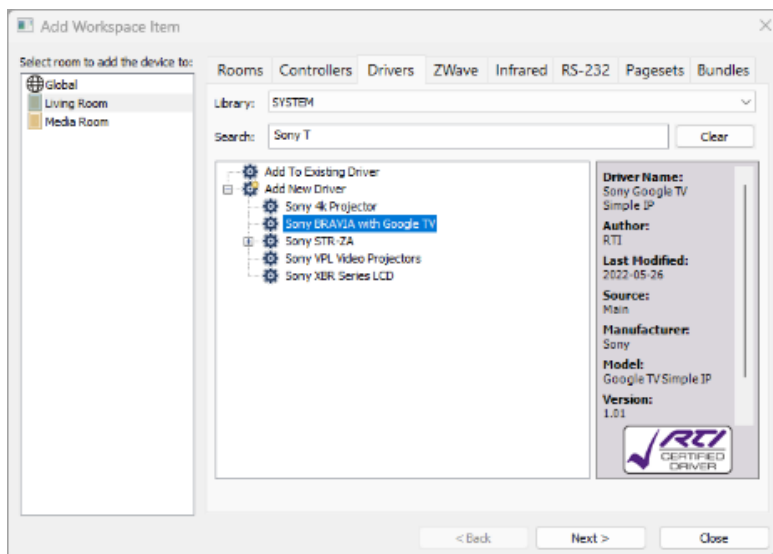 Add Workspace Item
Select room to add the device to:
Global
Living Room
Media Room
Rooms Controllers Drivers ZWave Infrared RS-232 Pagesets Bundles
Library: SYSTEM
Search: Sony T Clear
Add To Existing Driver
Add New Driver
Sony 4k Projector
Sony BRAVIA with Google TV
Sony STR-ZA
Sony VPL Video Projectors
Sony XBR Series LCD
Driver Name:
Sony Google TV
Simple IP
Author:
RTI
Last Modified:
2022-05-26
Source:
Main
Manufacturer:
Sony
Model:
Google TV Simple IP
Version:
1.01
RTI
CERTIFIED
DRIVER
< Back Next > Close